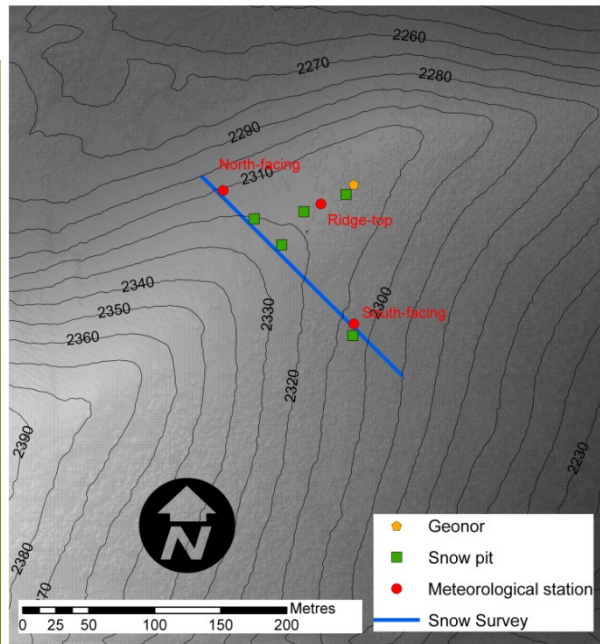 2260
2270
2280
2290
North-facing
2310
Ridge-top
2340
2300
2330
South-facing
2350
2360
2320
2390
2230
2380
70
N
Geonor
Snow pit
Meteorological station
Snow Survey
Metres
0 25 50 100 150 200